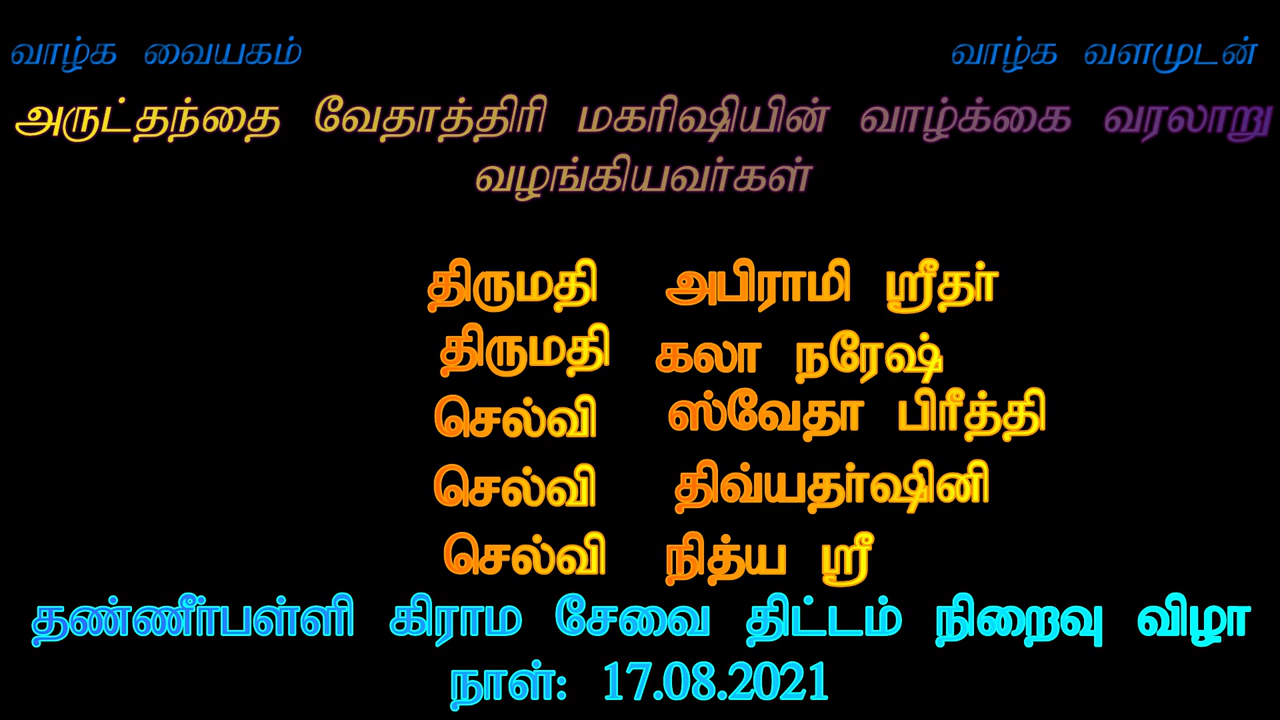 வாழ்க வையகம் வாழ்க வளமுடன்
அருட்தந்தை வேதாத்திரி மகரிஷியின் வாழ்க்கை வரலாறு
வழங்கியவர்கள்
திருமதி அபிராமி ஸ்ரீதர்
திருமதி கலா நரேஷ்
செல்வி ஸ்வேதா பிரீத்தி
செல்வி திவ்யதர்ஷினி
செல்வி நித்ய ஸ்ரீ
தண்ணீர்பள்ளி கிராம சேவை திட்டம் நிறைவு விழா
நாள்: 17.08.2021